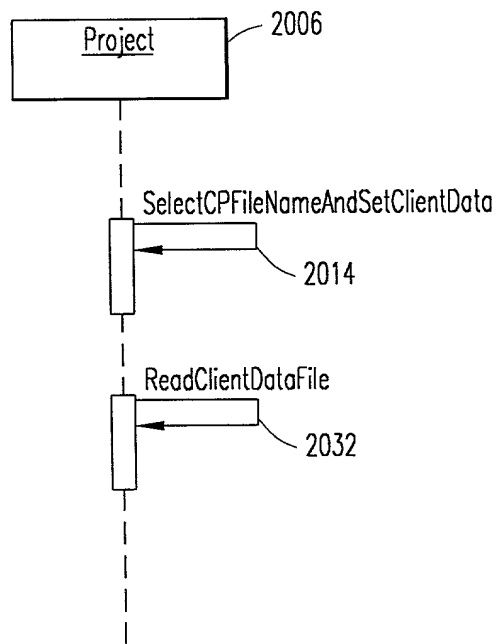 Project
2006
SelectCPFileNameAndSetClientData
2014
ReadClientDataFile
2032